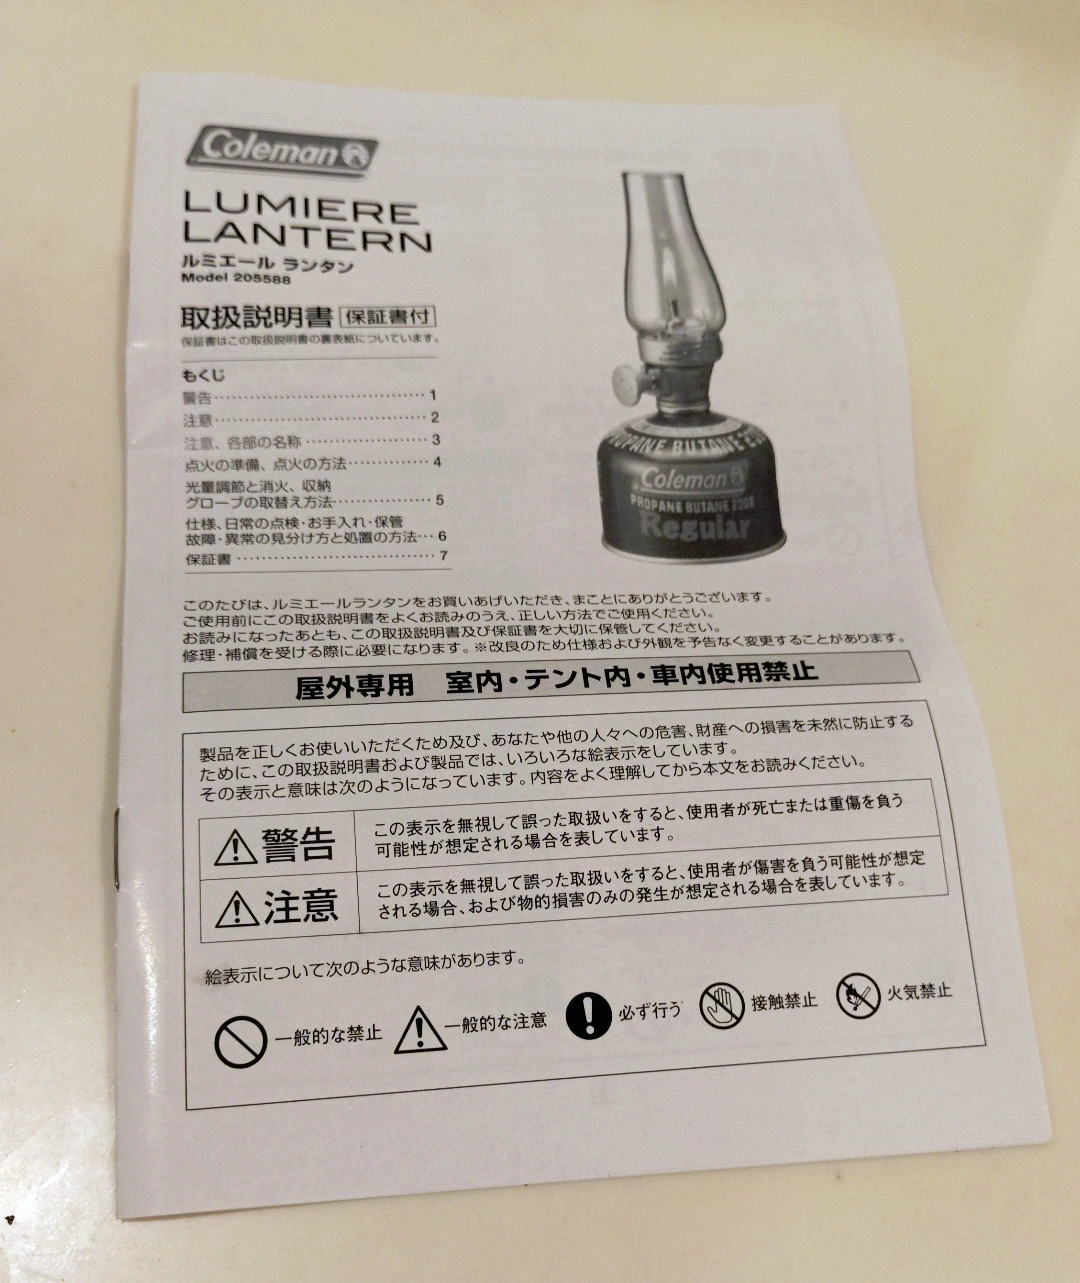 Coleman
LUMIERE
LANTERN
ルミエール ランタン
Model 205588
取扱説明書 保証書付
保証書はこの取扱説明書の裏表紙についています。
もくじ
警告 1
注意 2
注意、各部の名称 3
点火の準備、点火の方法 4
光量調節と消火、収納
グローブの取替え方法 5
仕様、日常の点検・お手入れ・保管
故障・異常の見分け方と処置の方法 6
保証書 7
PROPANE BUTANE
Coleman
PROPANE BUTANE
Regular
このたびは、ルミエールランタンをお買いあげいただき、まことにありがとうございます。
ご使用前にこの取扱説明書をよくお読みのうえ、正しい方法でご使用ください。
お読みになったあとも、この取扱説明書及び保証書を大切に保管してください。
修理・補償を受ける際に必要になります。※改良のため仕様および外観を予告なく変更することがあります。
屋外専用 室内・テント内・車内使用禁止
製品を正しくお使いいただくため及び、あなたや他の人々への危害、財産への損害を未然に防止する
ために、この取扱説明書および製品では、いろいろな絵表示をしています。
その表示と意味は次のようになっています。内容をよく理解してから本文をお読みください。
警告
この表示を無視して誤った取扱いをすると、使用者が死亡または重傷を負う
可能性が想定される場合を表しています。
注意
この表示を無視して誤った取扱いをすると、使用者が傷害を負う可能性が想定
される場合、および物的損害のみの発生が想定される場合を表しています。
絵表示について次のような意味があります。
一般的な禁止 一般的な注意 必ず行う 接触禁止 火気禁止